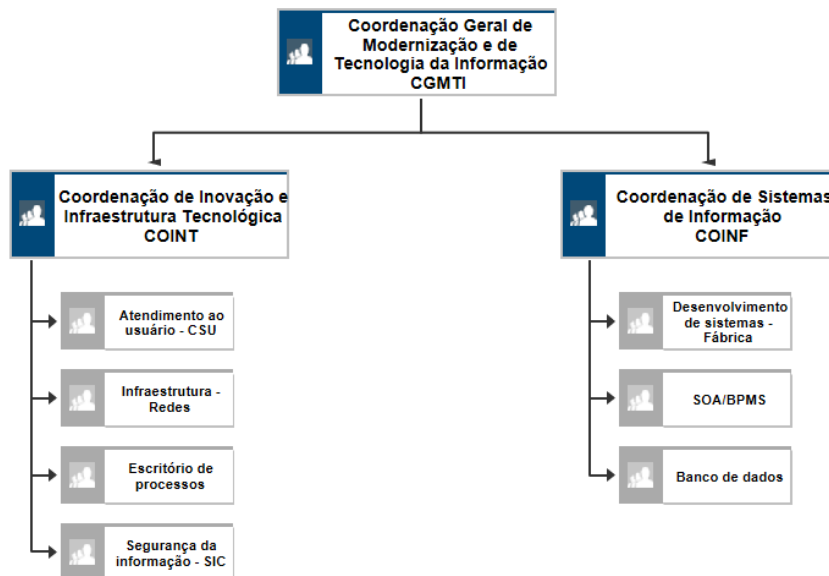 Coordenação Geral de
Modernização e de
Tecnologia da Informação
CGMTI
Coordenação de Inovação e
Infraestrutura Tecnológica
COINT
Coordenação de Sistemas
de Informação
COINF
Atendimento ao
usuário - CSU
Infraestrutura -
Redes
Escritório de
processos
Segurança da
informação - SIC
Desenvolvimento
de sistemas -
Fábrica
SOA/BPMS
Banco de dados